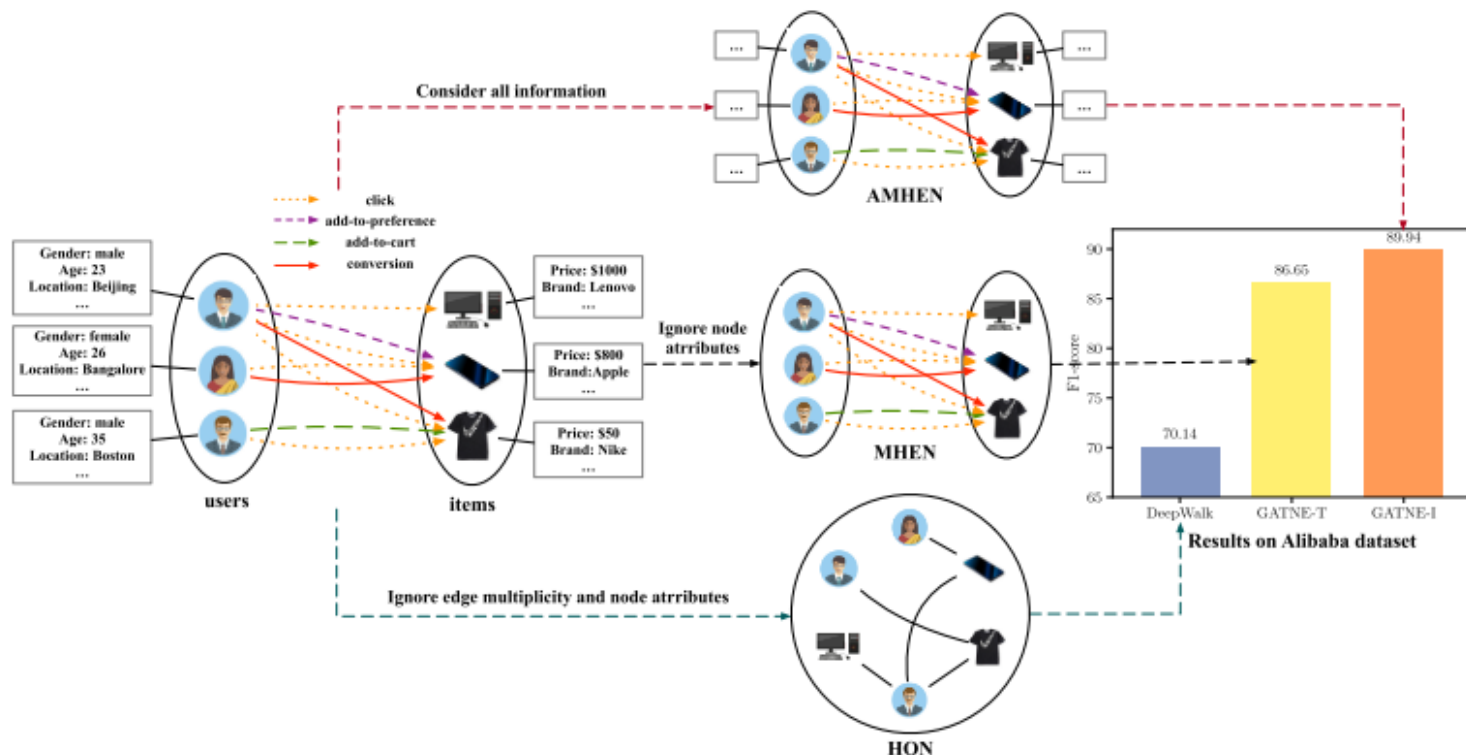 ...
...
...
...
...
...
Consider all information
AMHEN
click
add-to-preference
add-to-cart
conversion
Gender: male
Age: 23
Location: Beijing
...
Gender: female
Age: 26
Location: Bangalore
...
Gender: male
Age: 35
Location: Boston
...
users
Price: $1000
Brand: Lenovo
...
Price: $800
Brand:Apple
...
Price: $50
Brand: Nike
...
items
Ignore node
atrributes
MHEN
F1-score
90
85
80
75
70
65
70.14
86.65
89.94
DeepWalk
GATNE-T
GATNE-I
Results on Alibaba dataset
Ignore edge multiplicity and node atrributes
HON